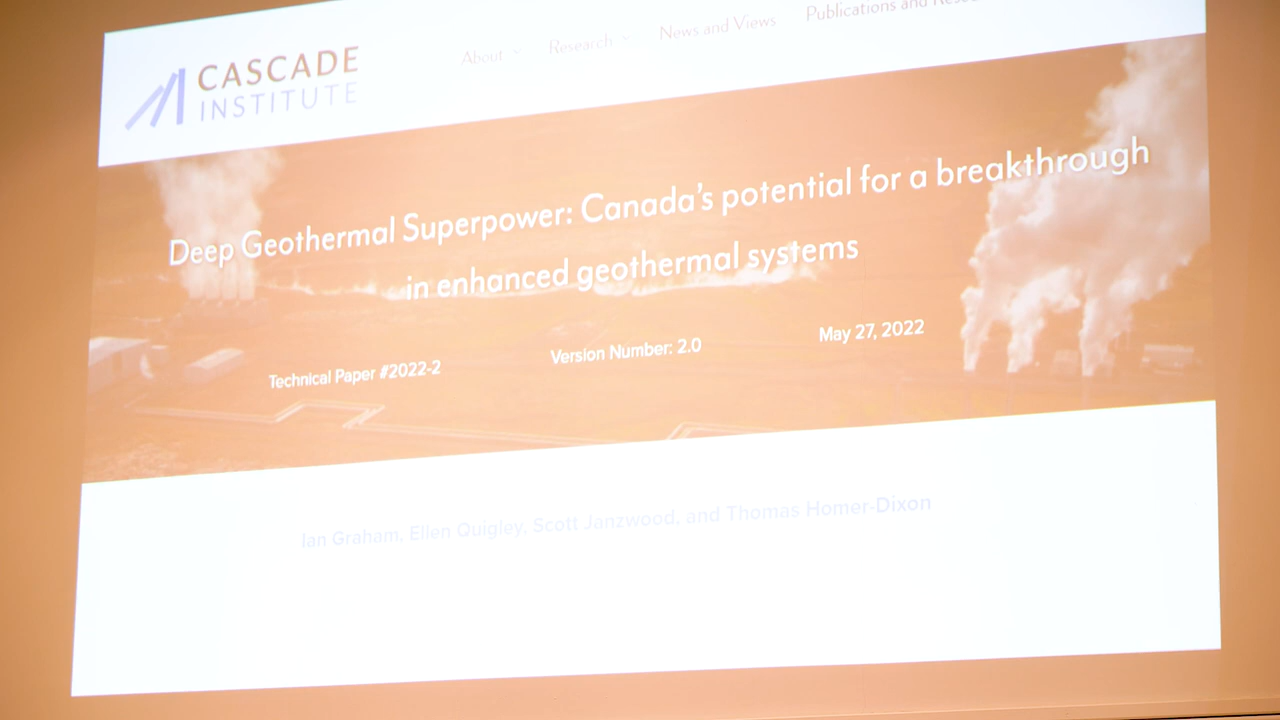 CASCADE
INSTITUTE
About
Research
News and Views
Publications and
Deep Geothermal Superpower: Canada's potential for a breakthrough
in enhanced geothermal systems
Technical Paper #2022-2
Version Number: 2.0
May 27, 2022
Ian Graham, Ellen Quigley, Scott Janzwood, and Thomas Homer-Dixon